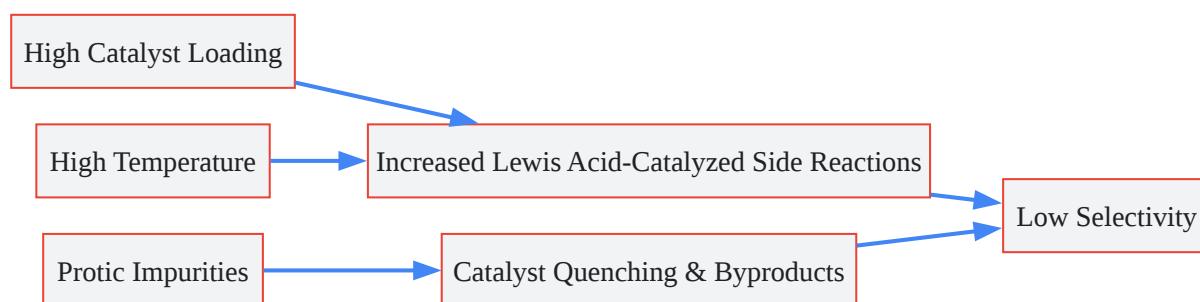 High Catalyst Loading
High Temperature
Increased Lewis Acid-Catalyzed Side Reactions
Low Selectivity
Protic Impurities
Catalyst Quenching & Byproducts